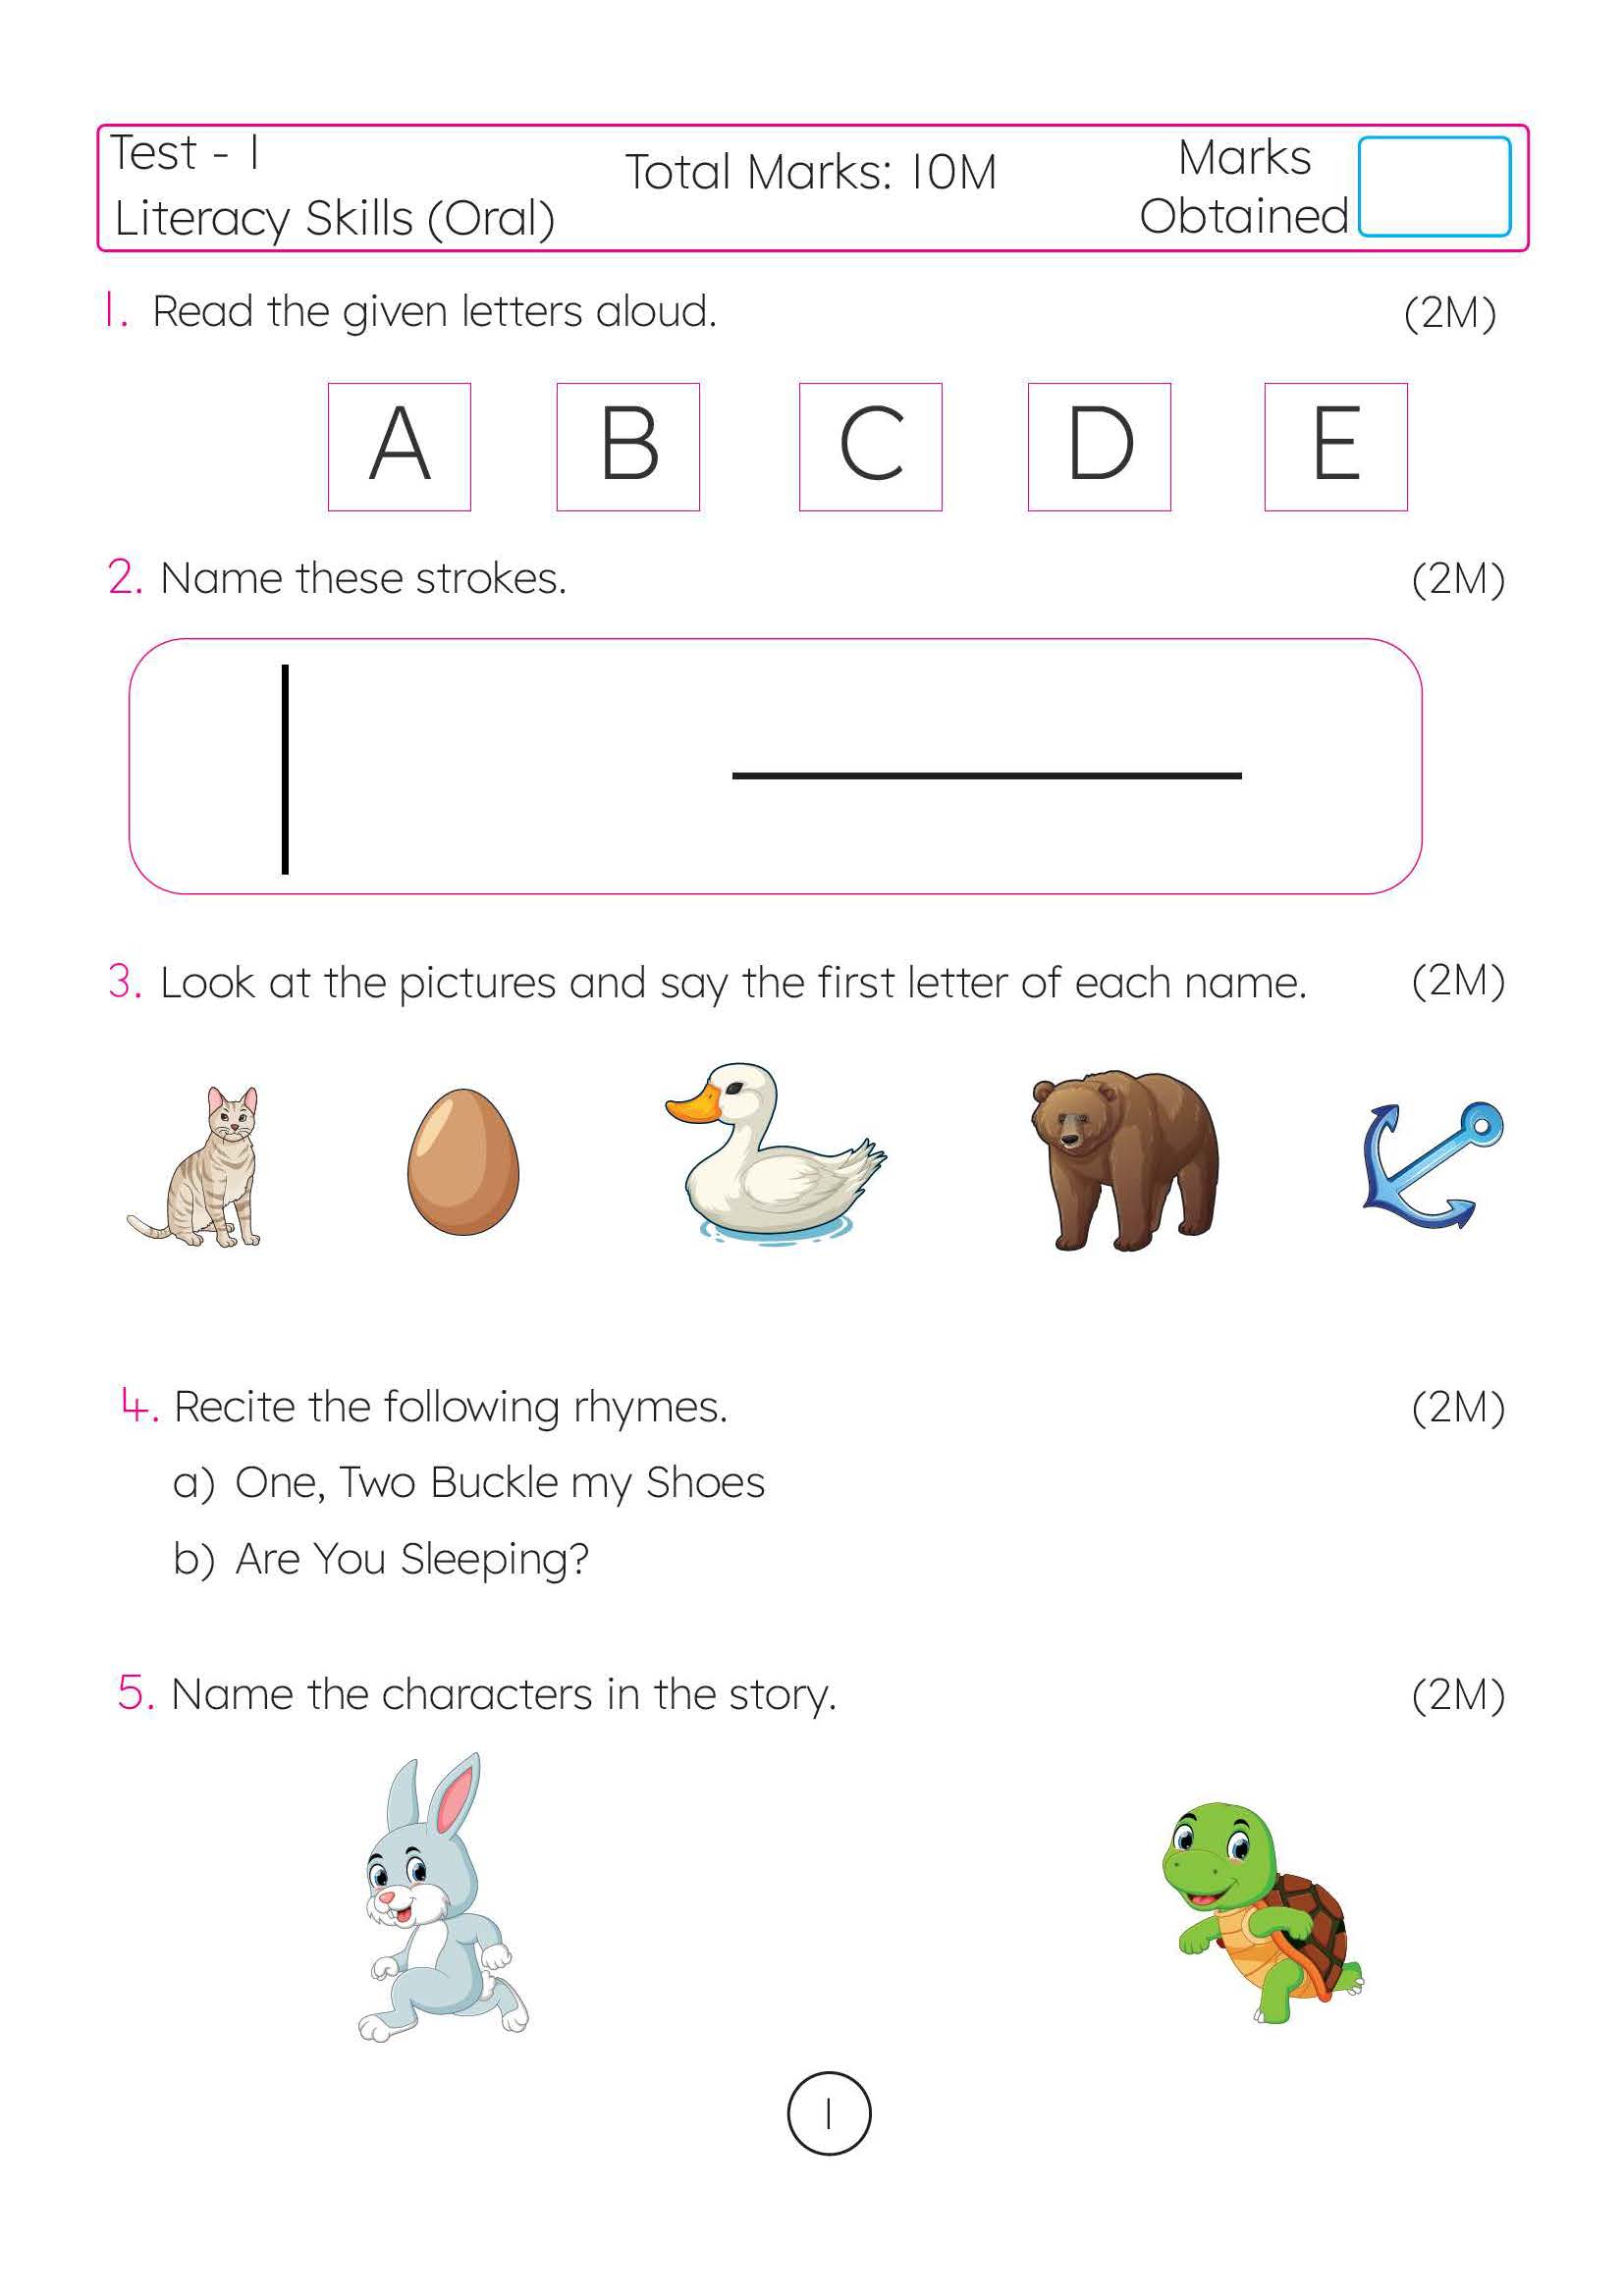 Test - 1
Literacy Skills (Oral)
Total Marks: 10M
Marks
Obtained
1. Read the given letters aloud. (2M)
A B C D E
2. Name these strokes. (2M)
3. Look at the pictures and say the first letter of each name. (2M)
4. Recite the following rhymes. (2M)
a) One, Two Buckle my Shoes
b) Are You Sleeping?
5. Name the characters in the story. (2M)
1